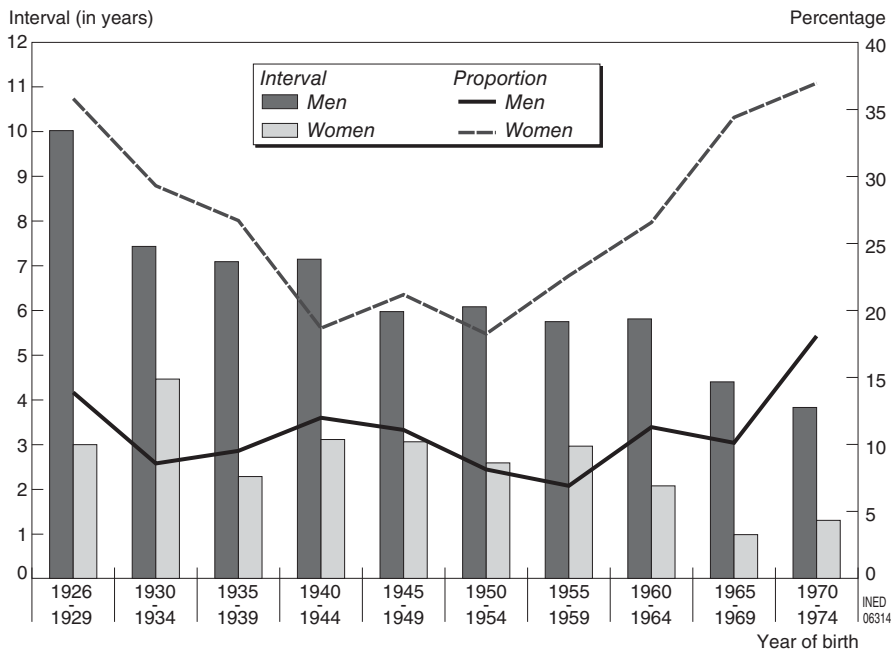 Interval (in years)
Percentage
12
11
10
9
8
7
6
5
4
3
2
1
0
40
35
30
25
20
15
10
5
0
Interval Proportion
Men Men
Women Women
1926 1930 1935 1940 1945 1950 1955 1960 1965 1970
- - - - - - - - - -
1929 1934 1939 1944 1949 1954 1959 1964 1969 1974
INED
06314
Year of birth